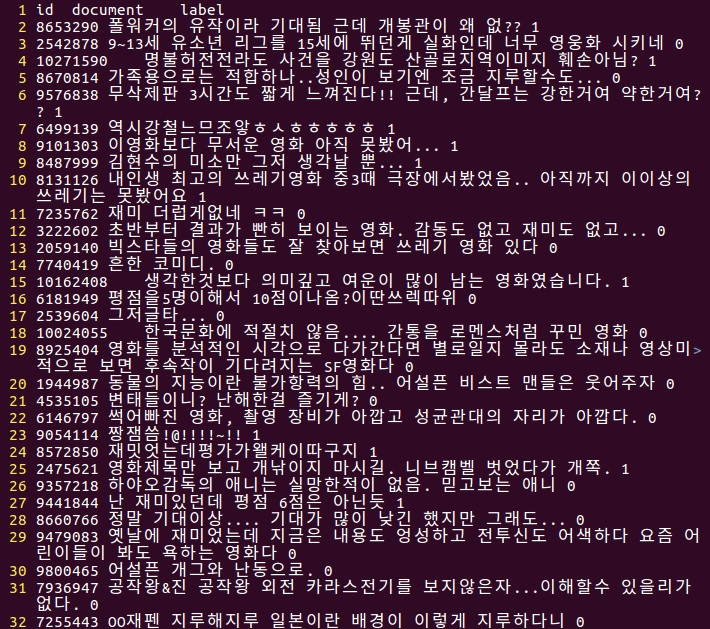 1 id document label
2 8653290 폴워커의 유작이라 기대됨 근데 개봉관이 왜 없?? 1
3 2542878 9~13세 유소년 리그를 15세에 뛰던게 실화인데 너무 영웅화 시키네 0
4 10271590 명불허전전라도 사건을 강원도 산골로지역이미지 훼손아님? 1
5 8670814 가족용으로는 적합하나..성인이 보기엔 조금 지루할수도... 0
6 9576838 무삭제판 3시간도 짧게 느껴진다!! 근데, 간달프는 강한거여 약한거여?
? 1
7 6499139 역시강철느므조앟ㅎㅅㅎㅎㅎㅎㅎ 1
8 9101303 이영화보다 무서운 영화 아직 못봤어... 1
9 8487999 김현수의 미소만 그저 생각날 뿐... 1
10 8131126 내인생 최고의 쓰레기영화 중3때 극장에서봤었음.. 아직까지 이이상의
쓰레기는 못봤어요 1
11 7235762 재미 더럽게없네 ㅋㅋ 0
12 3222602 초반부터 결과가 빤히 보이는 영화. 감동도 없고 재미도 없고... 0
13 2059140 빅스타들의 영화들도 잘 찾아보면 쓰레기 영화 있다 0
14 7740419 흔한 코미디. 0
15 10162408 생각한것보다 의미깊고 여운이 많이 남는 영화였습니다. 1
16 6181949 평점을5명이해서 10점이나옴?이딴쓰렉따위 0
17 2539604 그저글타... 0
18 10024055 한국문화에 적절치 않음.... 간통을 로멘스처럼 꾸민 영화 0
19 8925404 영화를 분석적인 시각으로 다가간다면 별로일지 몰라도 소재나 영상미>
적으로 보면 후속작이 기다려지는 SF영화다 0
20 1944987 동물의 지능이란 불가항력의 힘.. 어설픈 비스트 맨들은 웃어주자 0
21 4535105 변태들이니? 난해한걸 즐기게? 0
22 6146797 썩어빠진 영화, 촬영 장비가 아깝고 성균관대의 자리가 아깝다. 0
23 9054114 짱잼씀!@!!!!~!! 1
24 8572850 재밋엇는데평가가왤케이따구지 1
25 2475621 영화제목만 보고 개낚이지 마시길. 니브캠벨 벗었다가 개쪽. 1
26 9357218 하야오감독의 애니는 실망한적이 없음. 믿고보는 애니 0
27 9441844 난 재미있던데 평점 6점은 아닌듯 1
28 8660766 정말 기대이상.... 기대가 많이 낮긴 했지만 그래도... 0
29 9479083 옛날에 재미었는데 지금은 내용도 엉성하고 전투신도 어색하다 요즘 어
린이들이 봐도 욕하는 영화다 0
30 9800465 어설픈 개그와 난동으로. 0
31 7936947 공작왕&진 공작왕 외전 카라스전기를 보지않은자...이해할수 있을리가
없다. 0
32 7255443 OO재펜 지루해지루 일본이란 배경이 이렇게 지루하다니 0